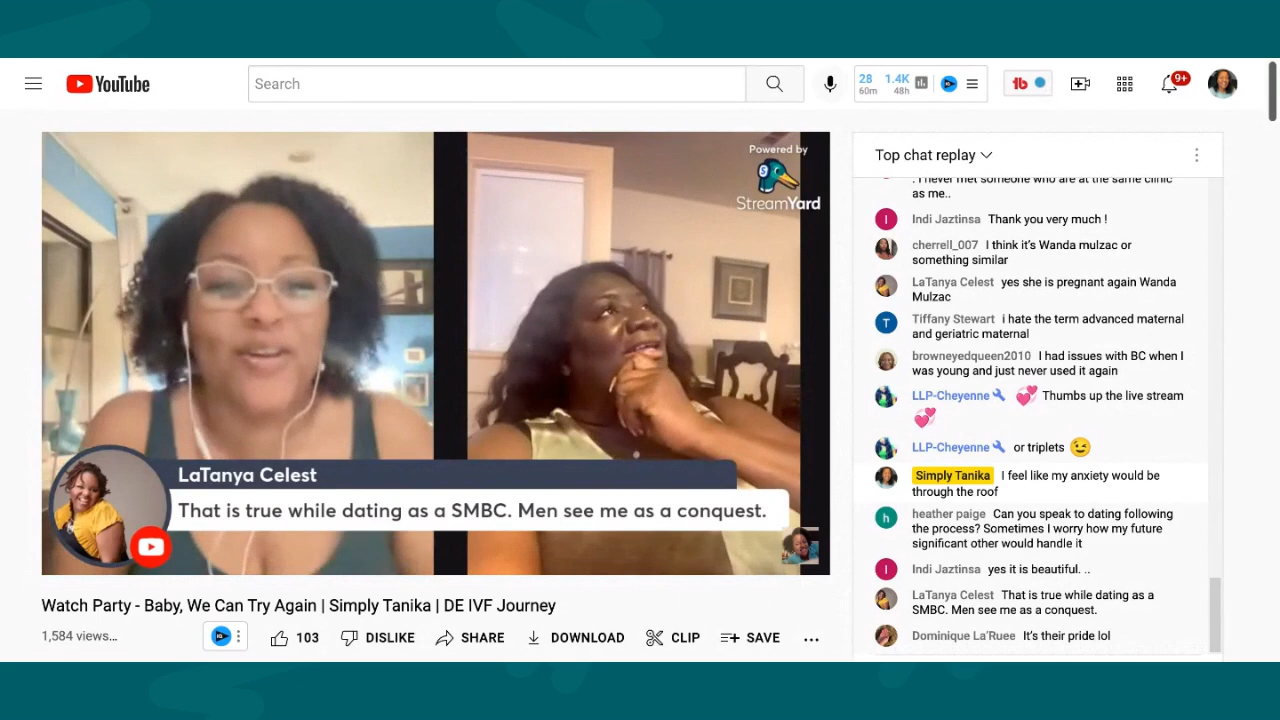 YouTube
Search
28
60m
1.4K
48h
9+
Powered by
StreamYard
LaTanya Celest
That is true while dating as a SMBC. Men see me as a conquest.
Watch Party - Baby, We Can Try Again | Simply Tanika | DE IVF Journey
1,584 views...
103
DISLIKE
SHARE
DOWNLOAD
CLIP
SAVE
Top chat replay
. I never met someone who are at the same clinic
as me..
I
Indi Jaztinsa Thank you very much !
cherrell_007 I think it's Wanda mulzac or
something similar
LaTanya Celest yes she is pregnant again Wanda
Mulzac
T
Tiffany Stewart i hate the term advanced maternal
and geriatric maternal
browneyedqueen2010 I had issues with BC when I
was young and just never used it again
LLP-Cheyenne Thumbs up the live stream
LLP-Cheyenne or triplets
Simply Tanika I feel like my anxiety would be
through the roof
h
heather paige Can you speak to dating following
the process? Sometimes I worry how my future
significant other would handle it
I
Indi Jaztinsa yes it is beautiful. ..
LaTanya Celest That is true while dating as a
SMBC. Men see me as a conquest.
Dominique La'Ruee It's their pride lol